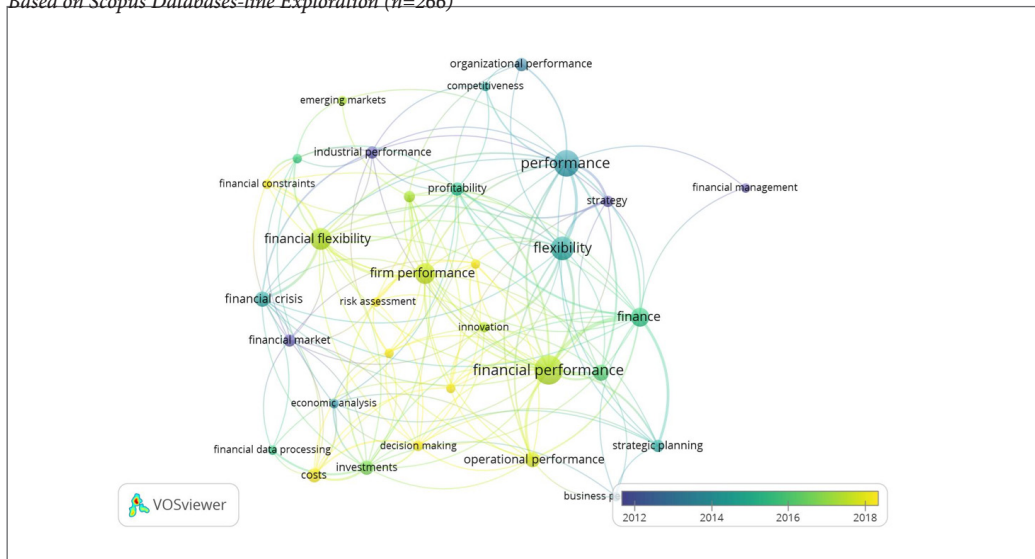 Based on Scopus Databases-line Exploration (n=266)
organizational performance
competitiveness
emerging markets
industrial performance
performance
financial constraints
profitability
financial management
strategy
financial flexibility
flexibility
firm performance
financial crisis
risk assessment
finance
innovation
financial market
financial performance
economic analysis
decision making
strategic planning
financial data processing
operational performance
investments
costs
business p
VOSviewer
2012 2014 2016 2018